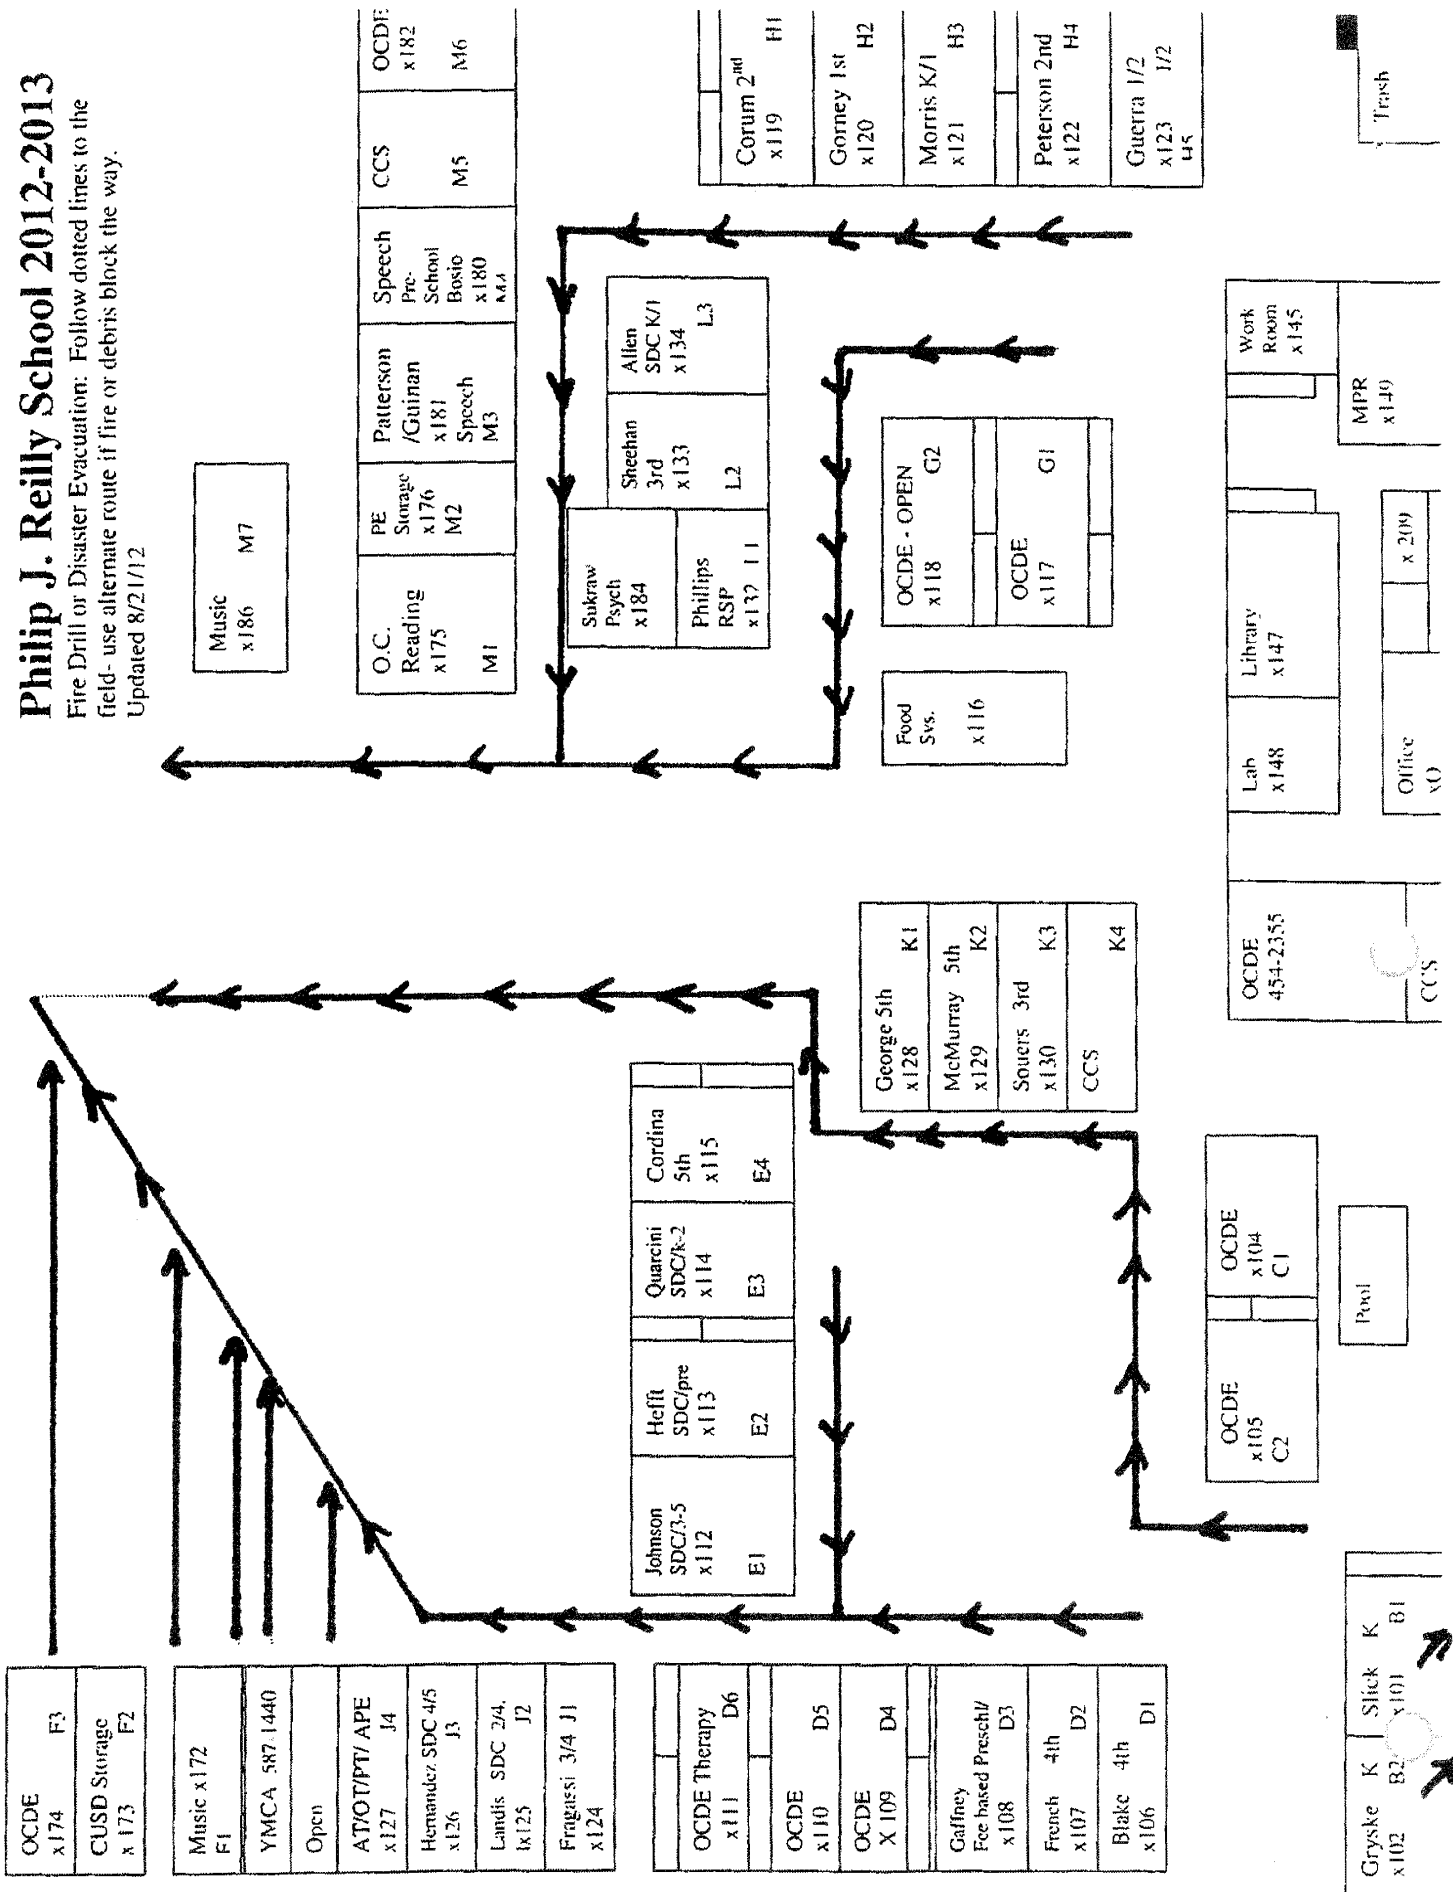 Philip J. Reilly School 2012-2013
Fire Drill or Disaster Evacuation: Follow dotted lines to the
field- use alternate route if fire or debris block the way.
Updated 8/21/12
OCDE
x174 F3
CUSD Storage
x173 F2
Music x172
F1
YMCA 587-1440
Open
AT/OT/PT/ APE
x127 J4
Hernandez SDC 4/5
x126 J3
Landis SDC 2/4.
1x125 J2
Fragassi 3/4 J1
x124
OCDE Therapy
x111 D6
OCDE
x110 D5
OCDE
X 109 D4
Gaffney
Fee based Preschl/
x108 D3
French 4th
x107 D2
Blake 4th
x106 D1
Gryske K
x102 B2
Slick K
x101 B1
Johnson
SDC/3-5
x112
E1
Hefft
SDC/pre
x113
E2
Quarcini
SDC/k-2
x114
E3
Cordina
5th
x115
E4
OCDE
x105
C2
OCDE
x104
C1
Pool
George 5th
x128 K1
McMurray 5th
x129 K2
Souers 3rd
x130 K3
CCS K4
OCDE
454-2355
CCS
Music
x186 M7
O.C.
Reading
x175
M1
PE
Storage
x176
M2
Patterson
/Guinan
x181
Speech
M3
Speech
Pre-
School
Bosio
x180
M4
CCS
M5
OCDE
x182
M6
Sukraw
Psych
x184
Phillips
RSP
x132 L1
Sheehan
3rd
x133
L2
Allen
SDC K/1
x134
L3
Food
Svs.
x116
OCDE - OPEN
x118 G2
OCDE
x117 G1
Corum 2nd
x119 H1
Gorney 1st
x120 H2
Morris K/1
x121 H3
Peterson 2nd
x122 H4
Guerra 1/2
x123 1/2
H5
Lab
x148
Library
x147
Work
Room
x145
MPR
x149
Office
xO
x 209
Trash